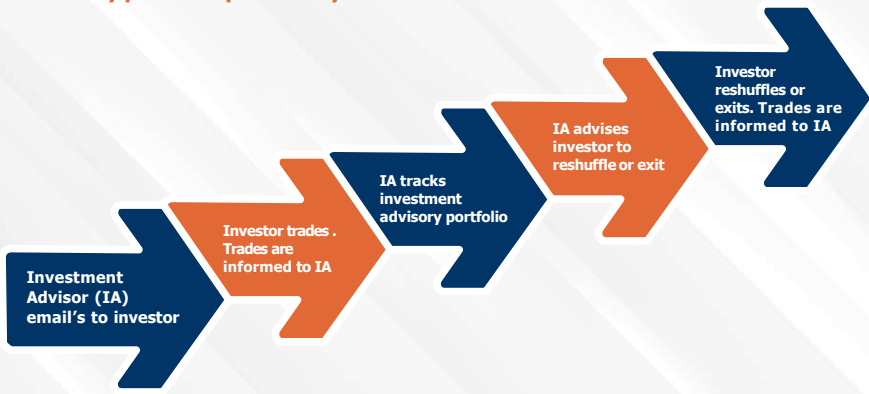 Investment
Advisor (IA)
email's to investor
Investor trades .
Trades are
informed to IA
IA tracks
investment
advisory portfolio
IA advises
investor to
reshuffle or exit
Investor
reshuffles or
exits. Trades are
informed to IA